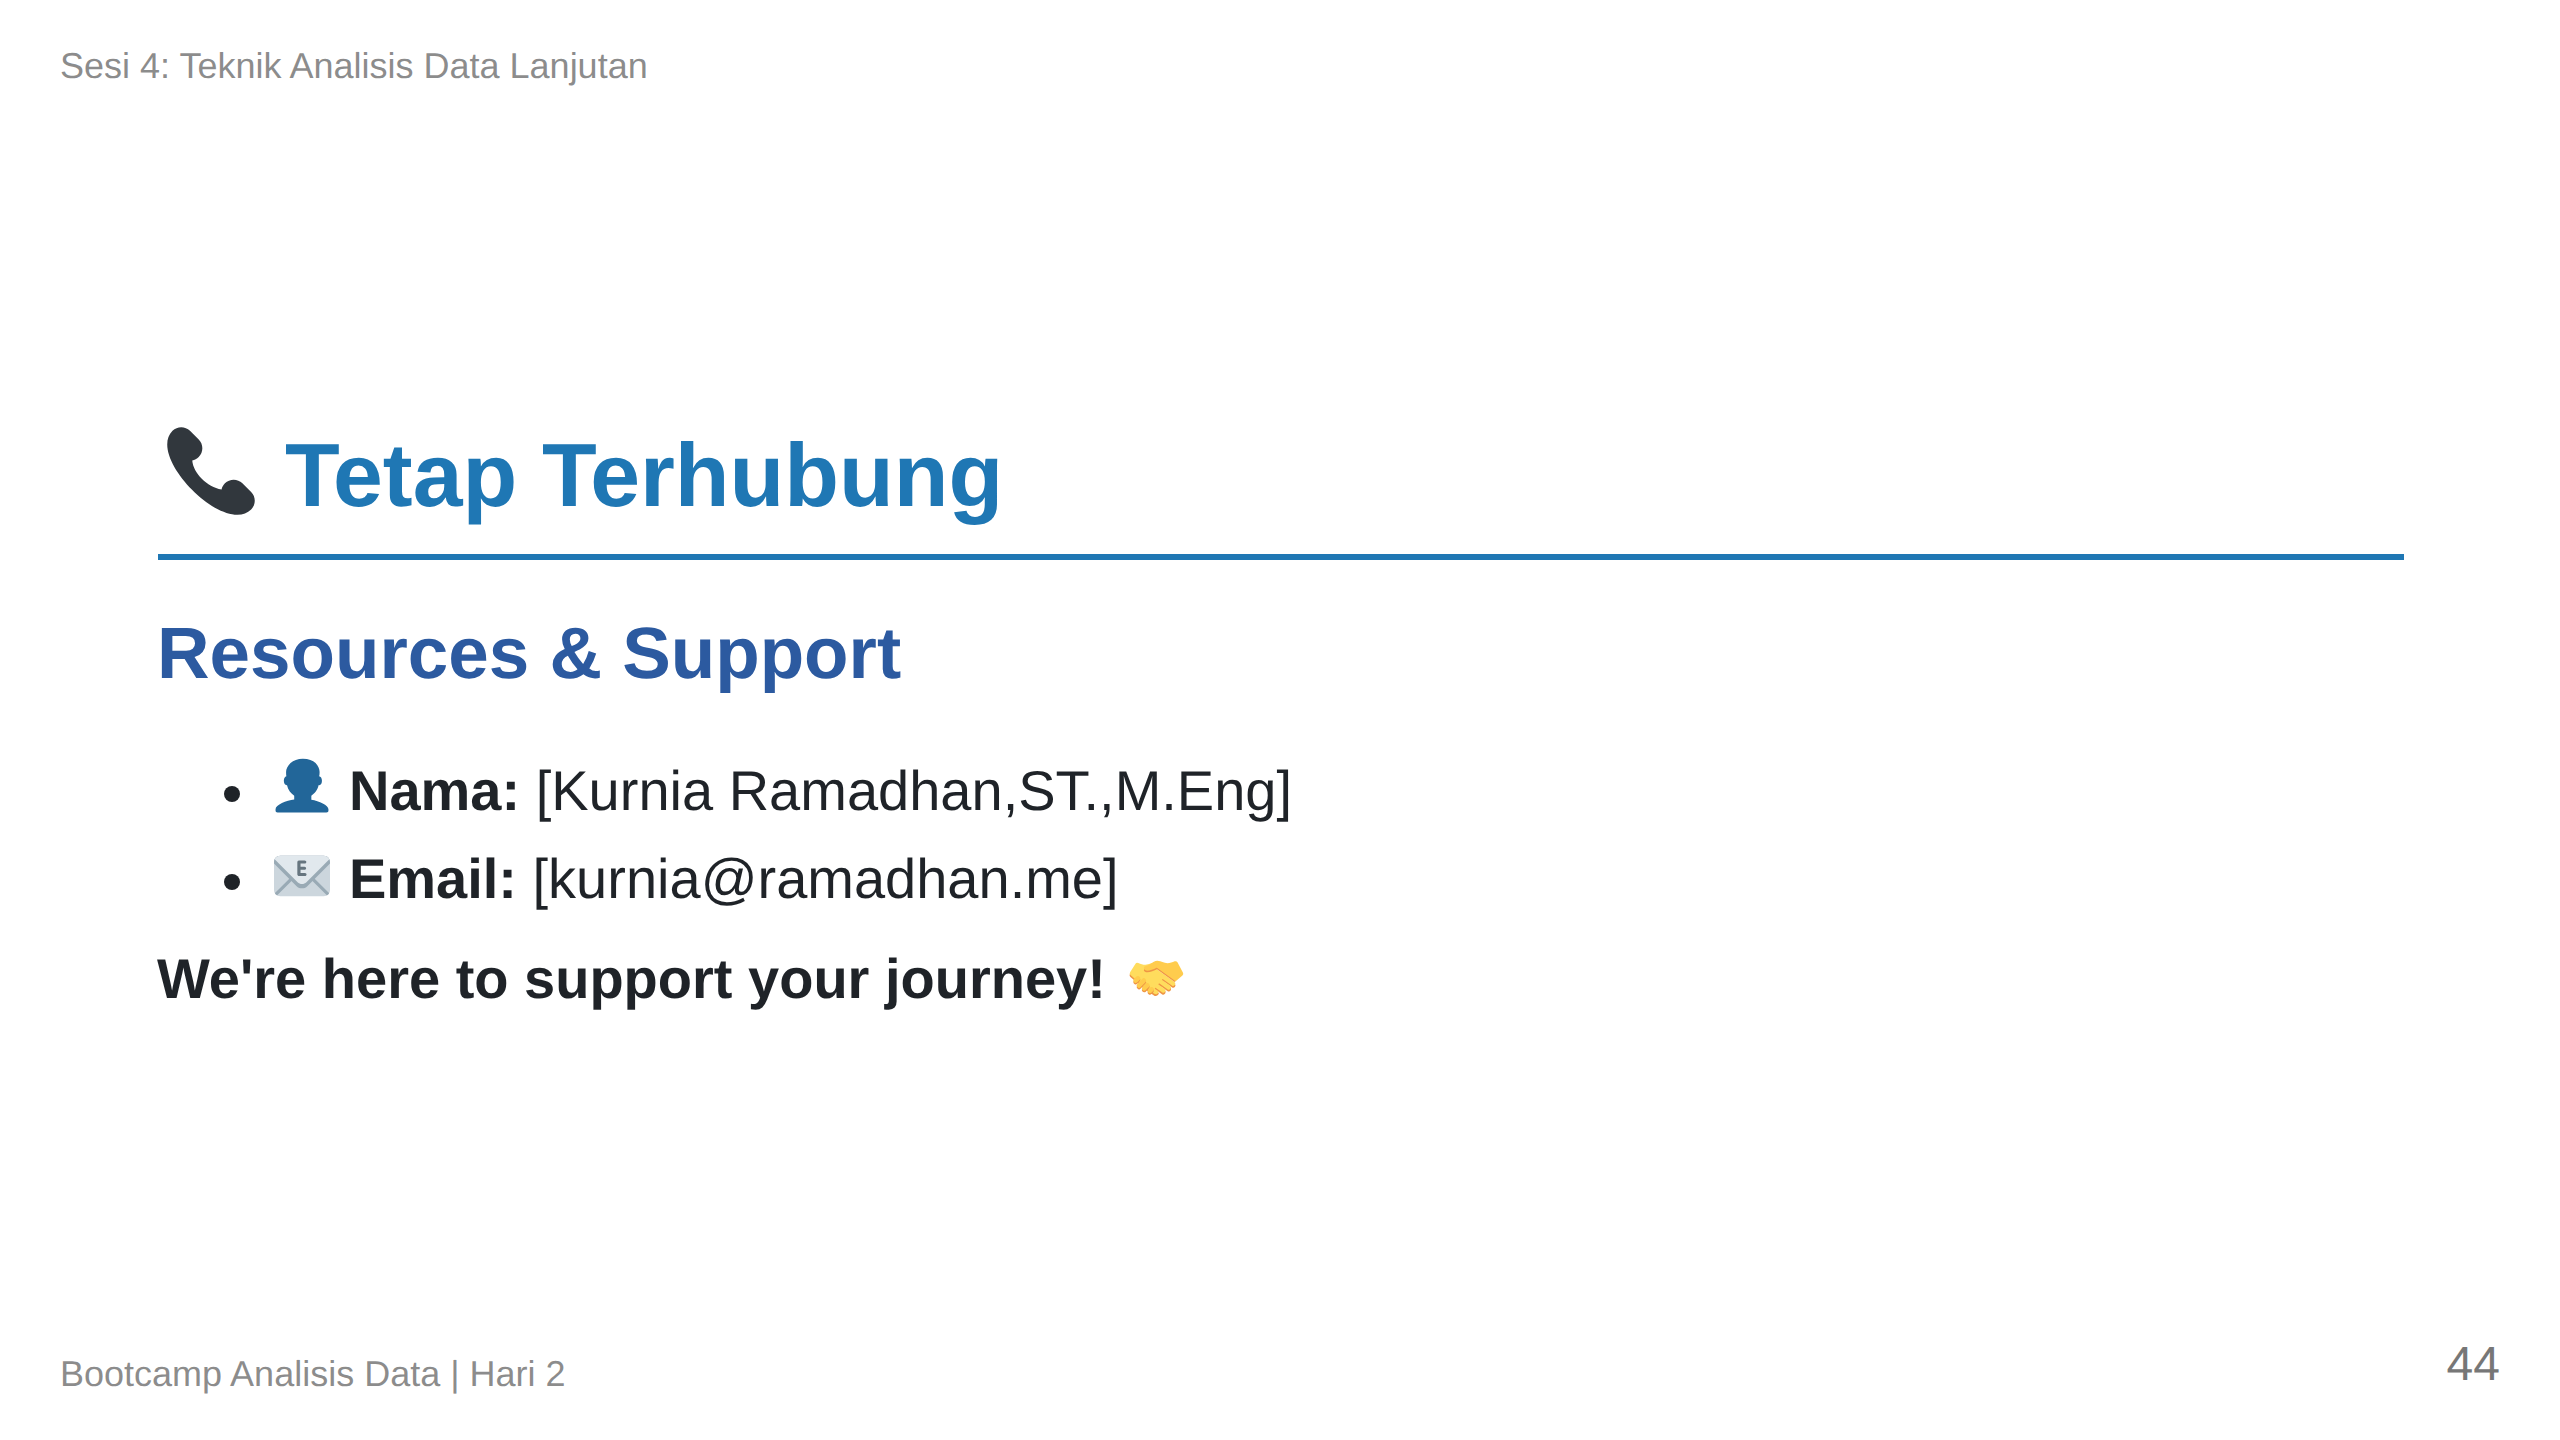 Sesi 4: Teknik Analisis Data Lanjutan
📞 Tetap Terhubung
Resources & Support
• 👤 Nama: [Kurnia Ramadhan,ST.,M.Eng]
• 📧 Email: [kurnia@ramadhan.me]
We're here to support your journey! 🤝
Bootcamp Analisis Data | Hari 2
44